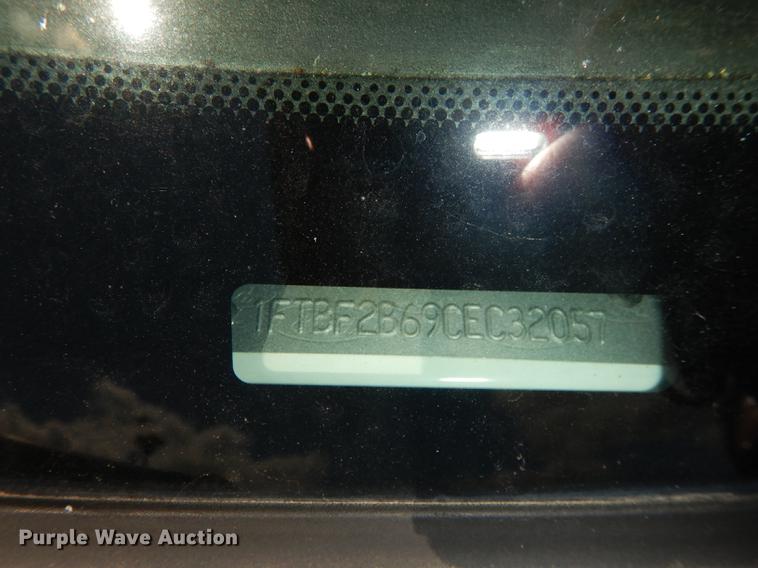 1FTBF2B69CEC32057
Purple Wave Auction